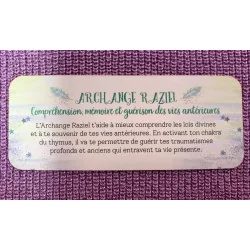 ARCHANGE RAZIEL
Compréhension, mémoire et guérison des vies antérieures
L'Archange Raziel t'aide à mieux comprendre les lois divines
et à te souvenir de tes vies antérieures. En activant ton chakra
du thymus, il va te permettre de guérir tes traumatismes
profonds et anciens qui entravent ta vie présente.